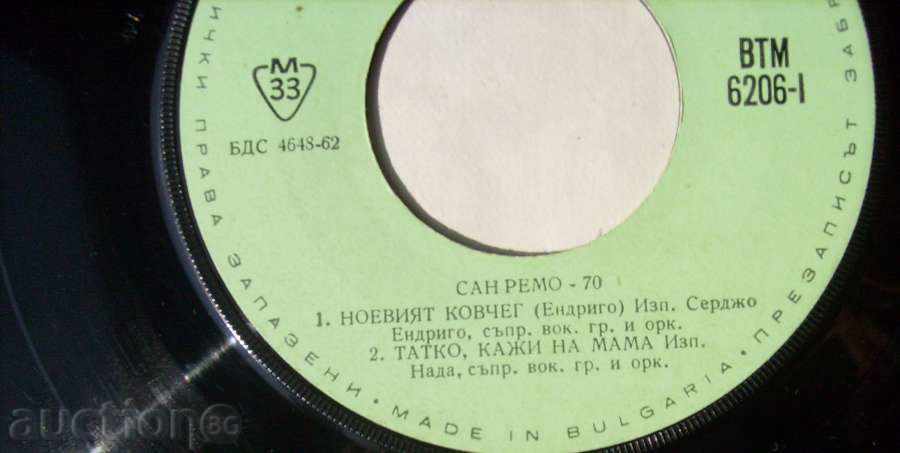 М
33
БДС 4648-62
ВТМ
6206-I
САН РЕМО - 70
1. НОЕВИЯТ КОВЧЕГ (Ендриго) Изп. Серджо
Ендриго, съпр. вок. гр. и орк.
2. ТАТКО, КАЖИ НА МАМА Изп.
Нада, съпр. вок. гр. и орк.
ПРАВА ЗАПАЗЕНИ • MADE IN BULGARIA • ПРЕЗАПИСЪТ
auction BG